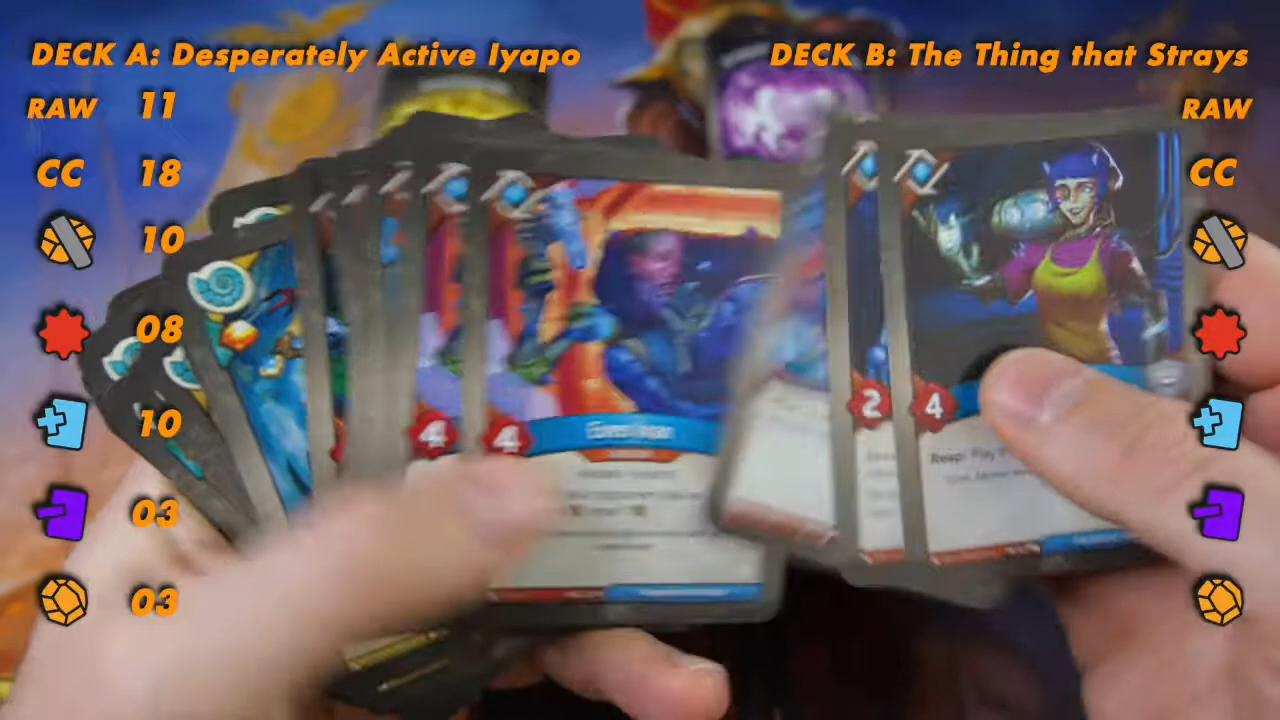 DECK A: Desperately Active Iyapo
DECK B: The Thing that Strays
RAW 11
RAW
CC 18
CC
10
08
10
03
03
4
4
2
4
Reap: Play